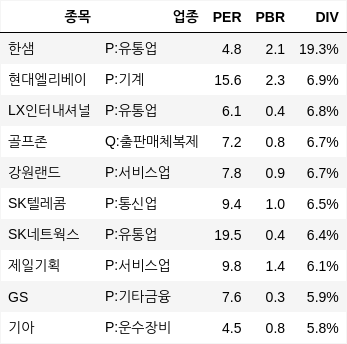 종목 업종 PER PBR DIV
한샘 P:유통업 4.8 2.1 19.3%
현대엘리베이 P:기계 15.6 2.3 6.9%
LX인터내셔널 P:유통업 6.1 0.4 6.8%
골프존 Q:출판매체복제 7.2 0.8 6.7%
강원랜드 P:서비스업 7.8 0.9 6.7%
SK텔레콤 P:통신업 9.4 1.0 6.5%
SK네트웍스 P:유통업 19.5 0.4 6.4%
제일기획 P:서비스업 9.8 1.4 6.1%
GS P:기타금융 7.6 0.3 5.9%
기아 P:운수장비 4.5 0.8 5.8%